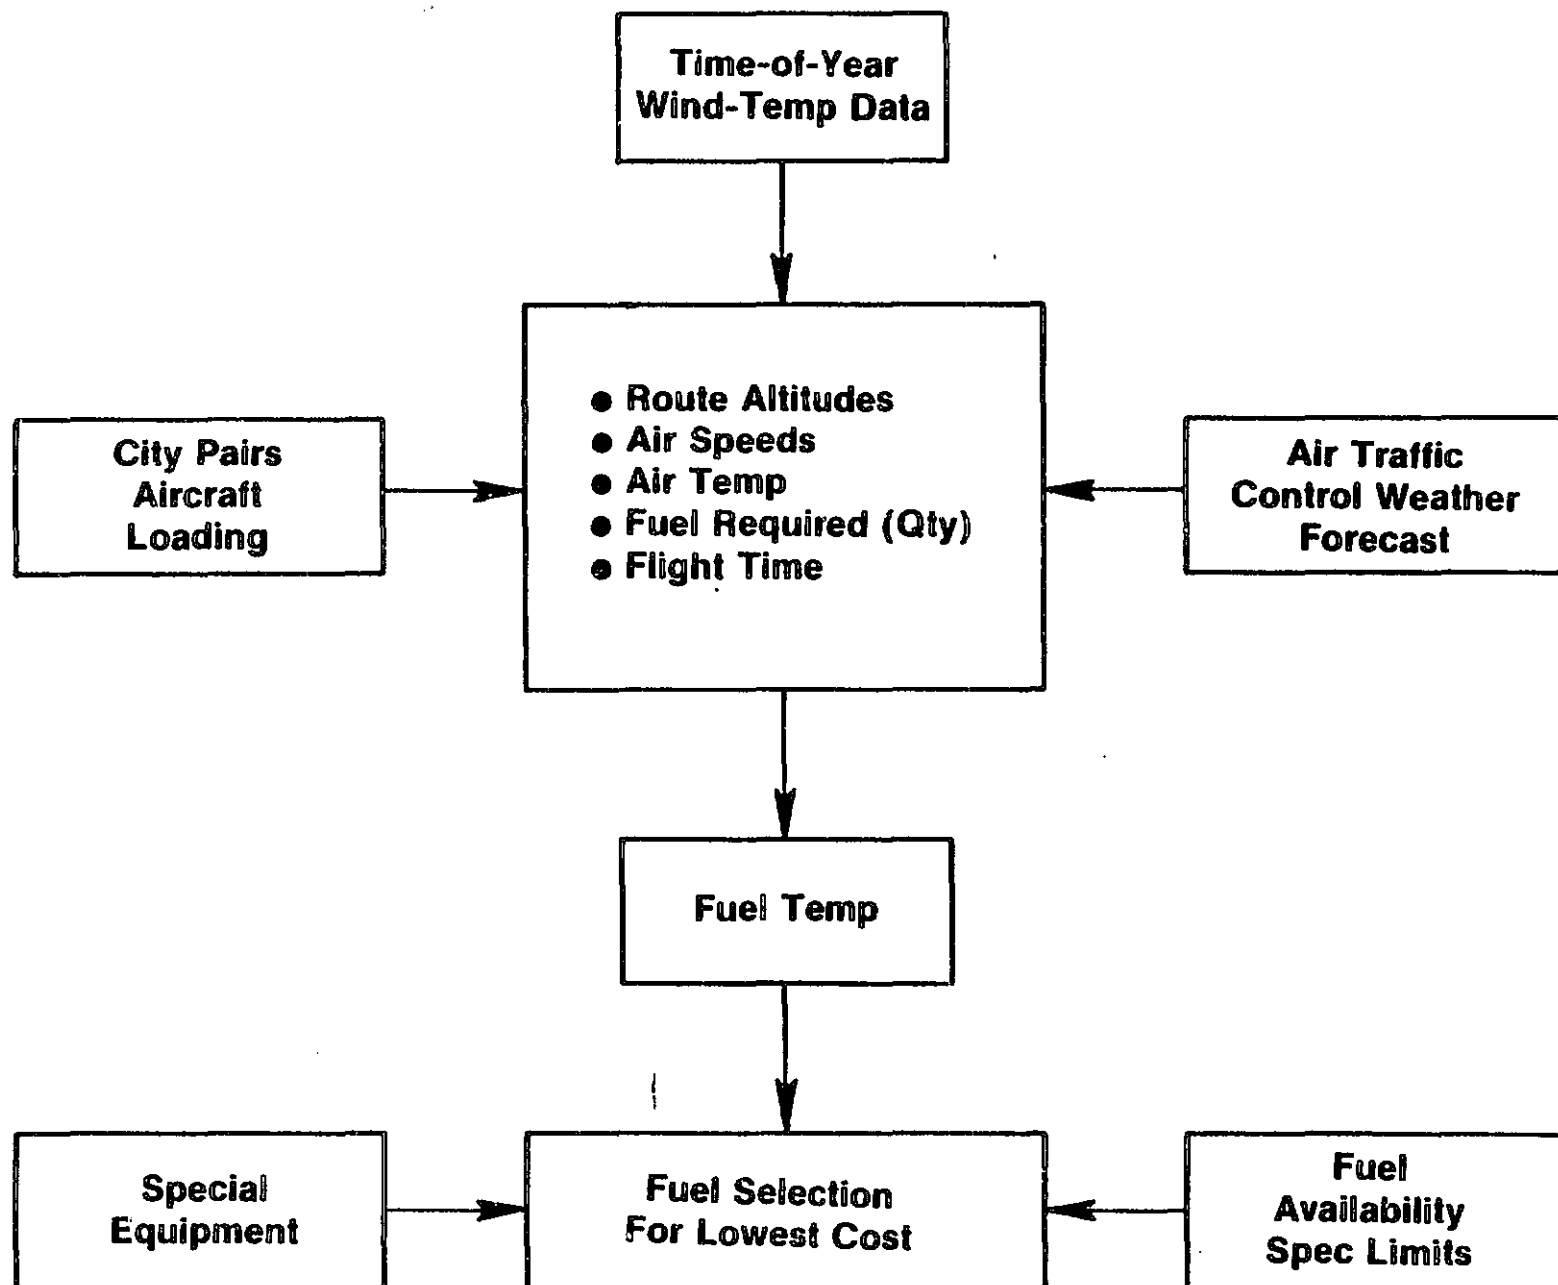 Time-of-Year
Wind-Temp Data
● Route Altitudes
● Air Speeds
● Air Temp
● Fuel Required (Qty)
● Flight Time
City Pairs
Aircraft
Loading
Air Traffic
Control Weather
Forecast
Fuel Temp
Special
Equipment
Fuel Selection
For Lowest Cost
Fuel
Availability
Spec Limits